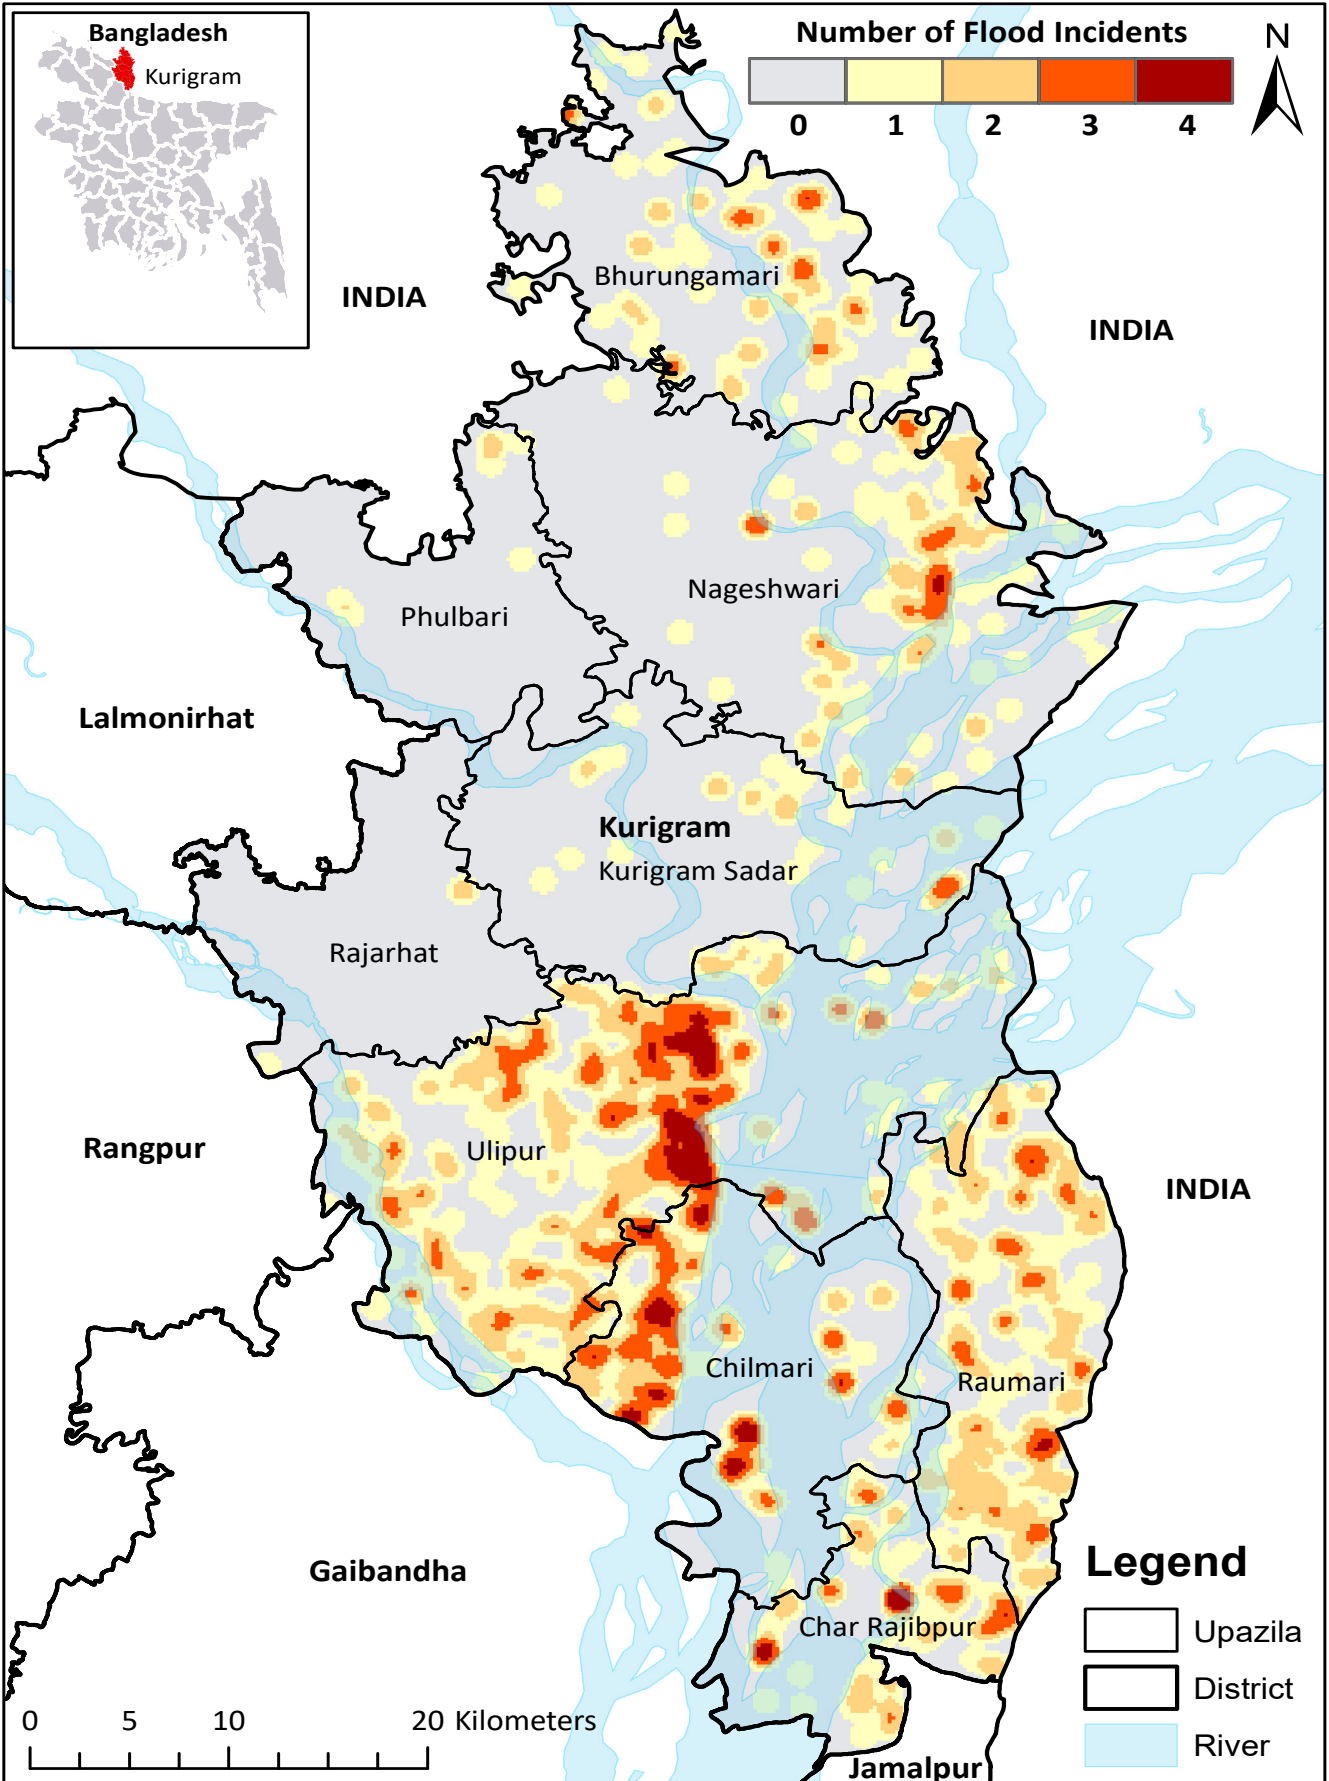 Bangladesh
Kurigram
Number of Flood Incidents
0 1 2 3 4
N
INDIA
Bhurungamari
INDIA
Nageshwari
Phulbari
Lalmonirhat
Kurigram
Kurigram Sadar
Rajarhat
Rangpur
Ulipur
INDIA
Chilmari
Raumari
Gaibandha
Char Rajibpur
Legend
Upazila
District
River
0 5 10 20 Kilometers
Jamalpur